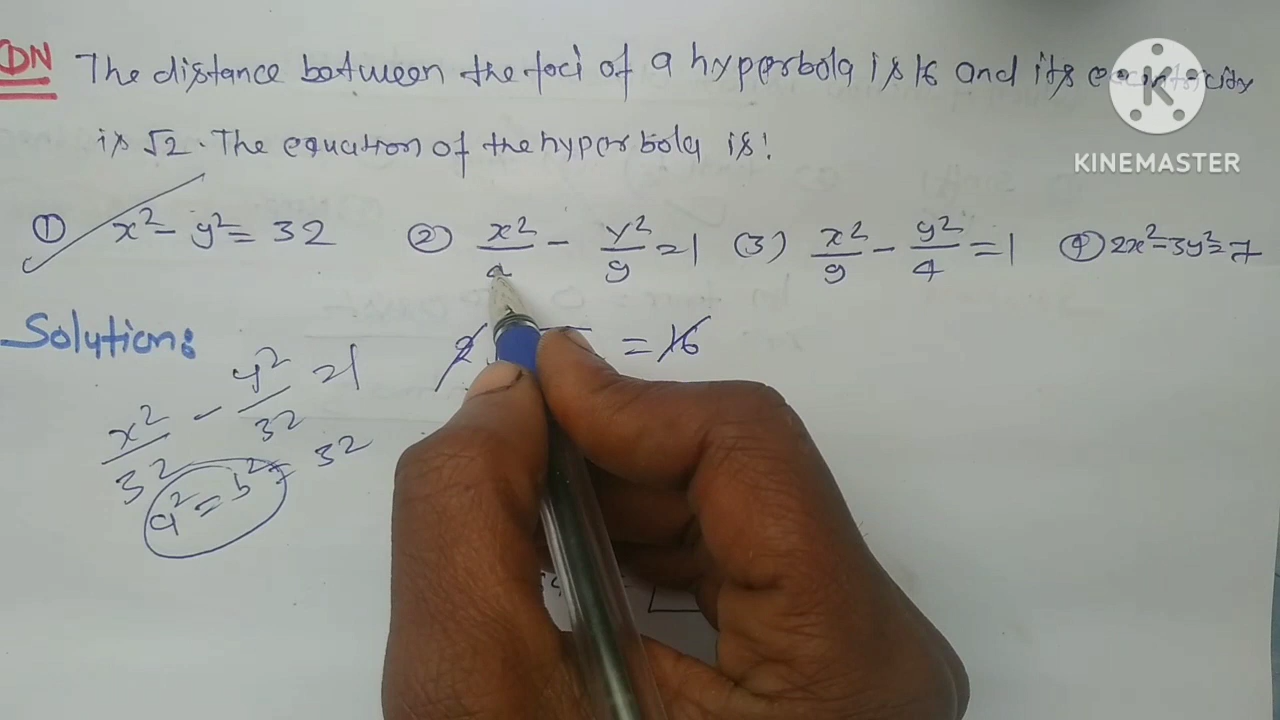 QN The distance between the foci of a hyperbola is 16 and its
is √2. The equation of the hyperbola is:
① x² - y² = 32 ② x²/4 - y²/9 = 1 (3) x²/9 - y²/4 = 1 ④ 2x² - 3y² = 7
Solution:
x²/32 - y²/32 = 1
2 = 16
a² = b² = 32
K
KINEMASTER